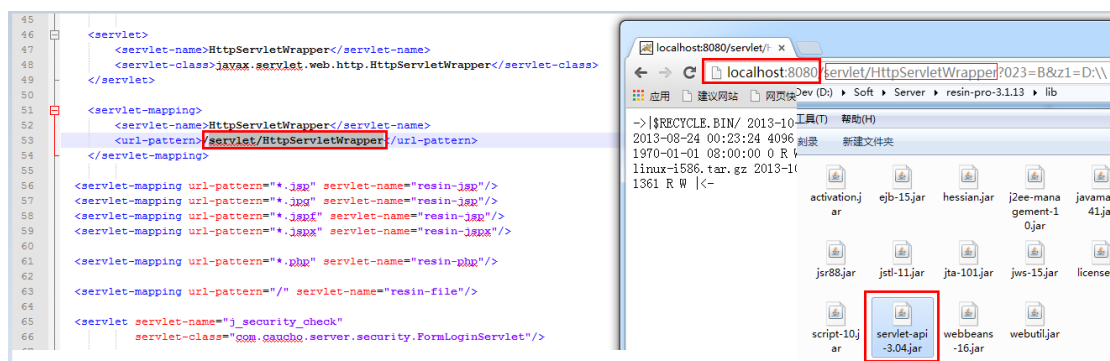 45
46 <servlet>
47 <servlet-name>HttpServletWrapper</servlet-name>
48 <servlet-class>javax.servlet.web.http.HttpServletWrapper</servlet-class>
49 </servlet>
50
51 <servlet-mapping>
52 <servlet-name>HttpServletWrapper</servlet-name>
53 <url-pattern>/servlet/HttpServletWrapper</url-pattern>
54 </servlet-mapping>
55
56 <servlet-mapping url-pattern="*.jsp" servlet-name="resin-jsp"/>
57 <servlet-mapping url-pattern="*.jpg" servlet-name="resin-jsp"/>
58 <servlet-mapping url-pattern="*.jspf" servlet-name="resin-jsp"/>
59 <servlet-mapping url-pattern="*.jspx" servlet-name="resin-jspx"/>
60
61 <servlet-mapping url-pattern="*.php" servlet-name="resin-php"/>
62
63 <servlet-mapping url-pattern="/" servlet-name="resin-file"/>
64
65 <servlet servlet-name="j_security_check"
66 servlet-class="com.caucho.server.security.FormLoginServlet"/>
localhost:8080/servlet/H ×
localhost:8080/servlet/HttpServletWrapper?023=B&z1=D:\\
应用 建议网站 网页快
Dev (D:) ▸ Soft ▸ Server ▸ resin-pro-3.1.13 ▸ lib
工具(T) 帮助(H)
刻录 新建文件夹
->|$RECYCLE.BIN/ 2013-10
2013-08-24 00:23:24 4096
1970-01-01 08:00:00 0 R W
linux-i586.tar.gz 2013-10
1361 R W |<-
activation.jar
ejb-15.jar
hessian.jar
j2ee-management-10.jar
javama
41.ja
jsr88.jar
jstl-11.jar
jta-101.jar
jws-15.jar
license
script-10.jar
servlet-api-3.04.jar
webbeans-16.jar
webutil.jar